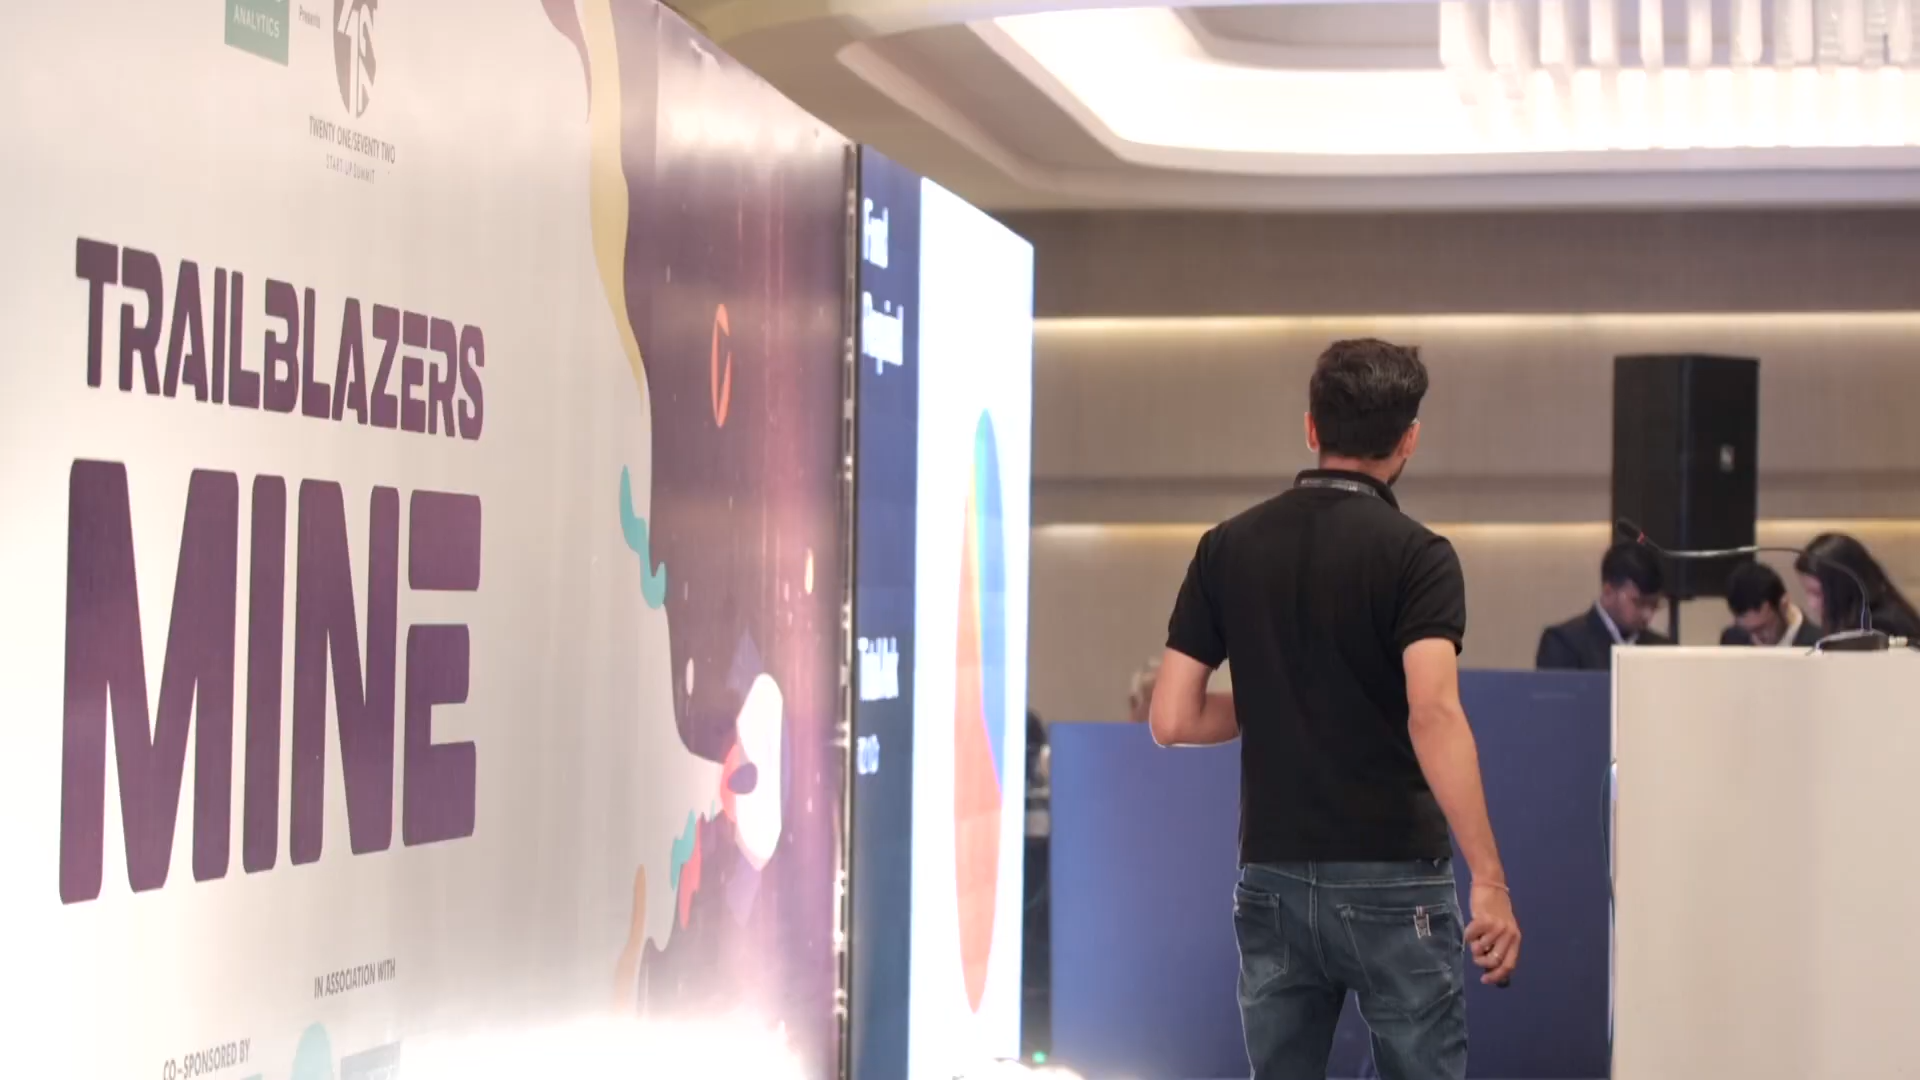 ANALYTICS
Presents
TWENTY ONE/SEVENTY TWO
START UP SUMMIT
TRAILBLAZERS
MINE
IN ASSOCIATION WITH
CO-SPONSORED BY